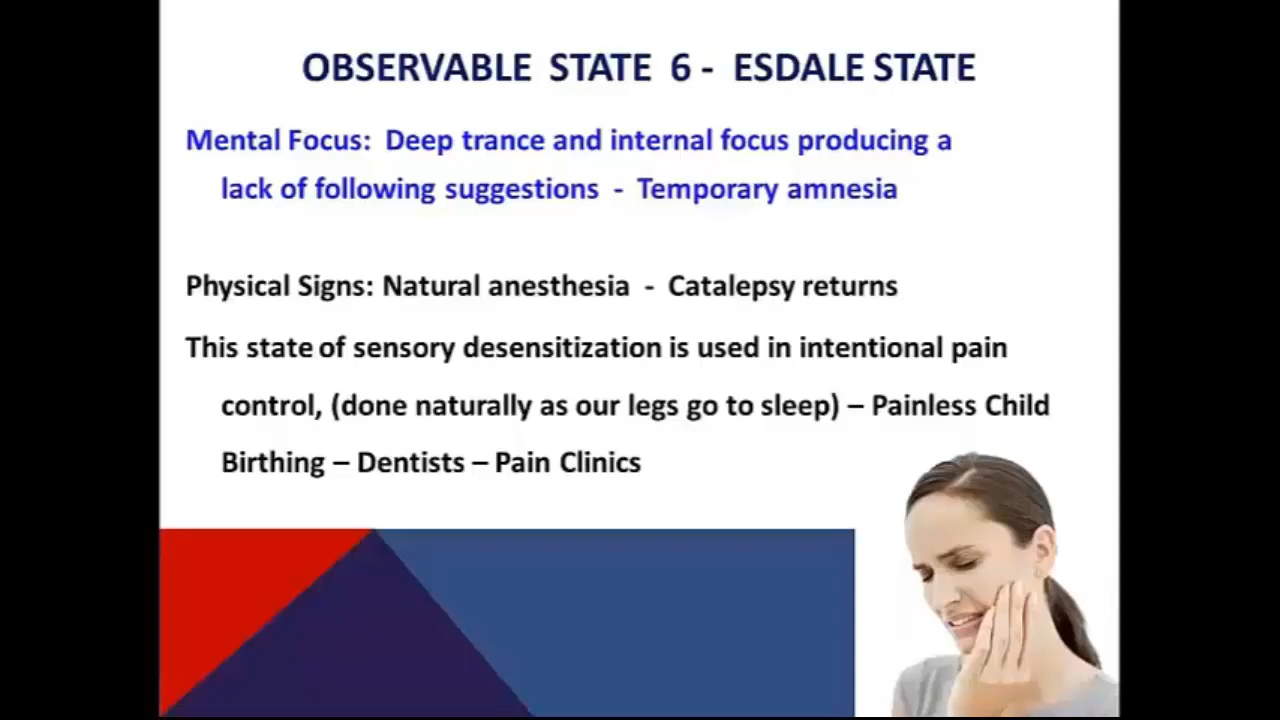 OBSERVABLE STATE 6 - ESDALE STATE
Mental Focus: Deep trance and internal focus producing a
lack of following suggestions - Temporary amnesia
Physical Signs: Natural anesthesia - Catalepsy returns
This state of sensory desensitization is used in intentional pain
control, (done naturally as our legs go to sleep) – Painless Child
Birthing – Dentists – Pain Clinics